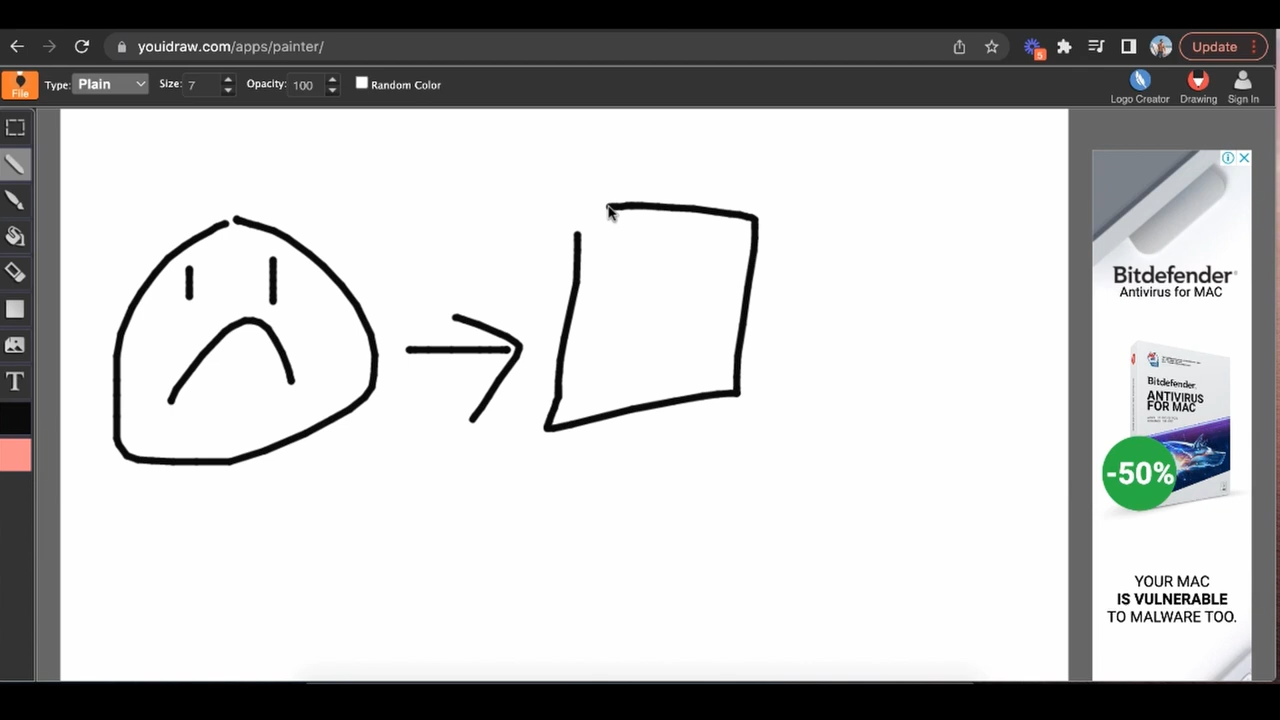 youidraw.com/apps/painter/
5
Update
File
Type: Plain
Size: 7
Opacity: 100
Random Color
Logo Creator
Drawing
Sign In
T
Bitdefender
Antivirus for MAC
Bitdefender
ANTIVIRUS
FOR MAC
-50%
YOUR MAC
IS VULNERABLE
TO MALWARE TOO.